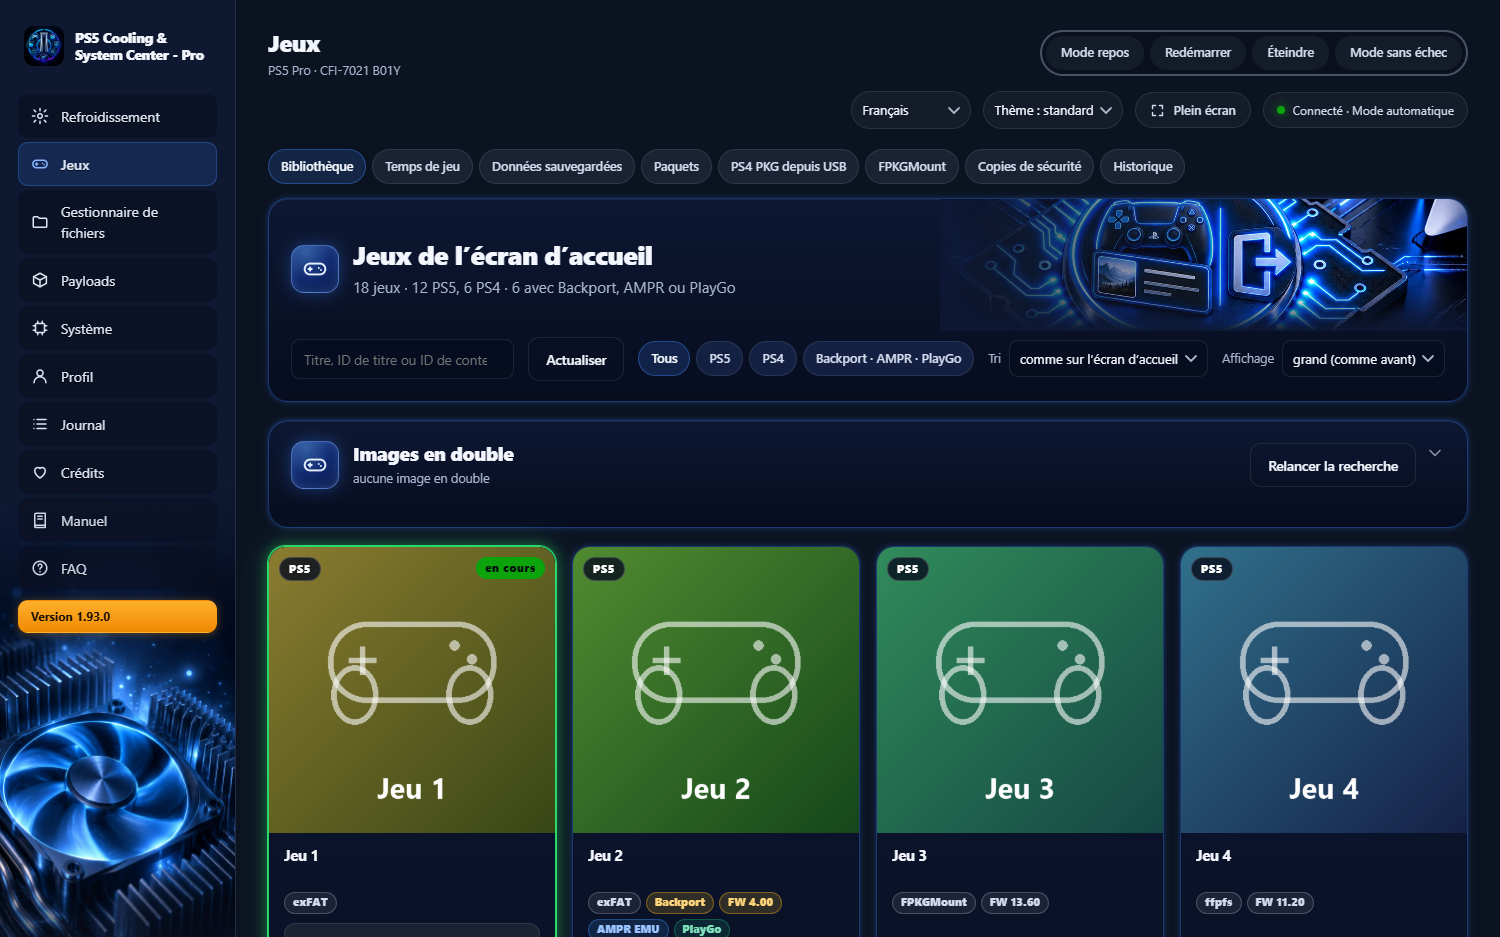 PS5 Cooling &
System Center - Pro
Refroidissement
Jeux
Gestionnaire de
fichiers
Payloads
Système
Profil
Journal
Crédits
Manuel
FAQ
Version 1.93.0
Jeux
PS5 Pro · CFI-7021 B01Y
Mode repos
Redémarrer
Éteindre
Mode sans échec
Français
Thème : standard
Plein écran
Connecté · Mode automatique
Bibliothèque
Temps de jeu
Données sauvegardées
Paquets
PS4 PKG depuis USB
FPKGMount
Copies de sécurité
Historique
Jeux de l’écran d’accueil
18 jeux · 12 PS5, 6 PS4 · 6 avec Backport, AMPR ou PlayGo
Titre, ID de titre ou ID de conte
Actualiser
Tous
PS5
PS4
Backport · AMPR · PlayGo
Tri
comme sur l’écran d’accueil
Affichage
grand (comme avant)
Images en double
aucune image en double
Relancer la recherche
PS5
en cours
Jeu 1
Jeu 1
exFAT
PS5
Jeu 2
Jeu 2
exFAT
Backport
FW 4.00
AMPR EMU
PlayGo
PS5
Jeu 3
Jeu 3
FPKGMount
FW 13.60
PS5
Jeu 4
Jeu 4
ffpfs
FW 11.20